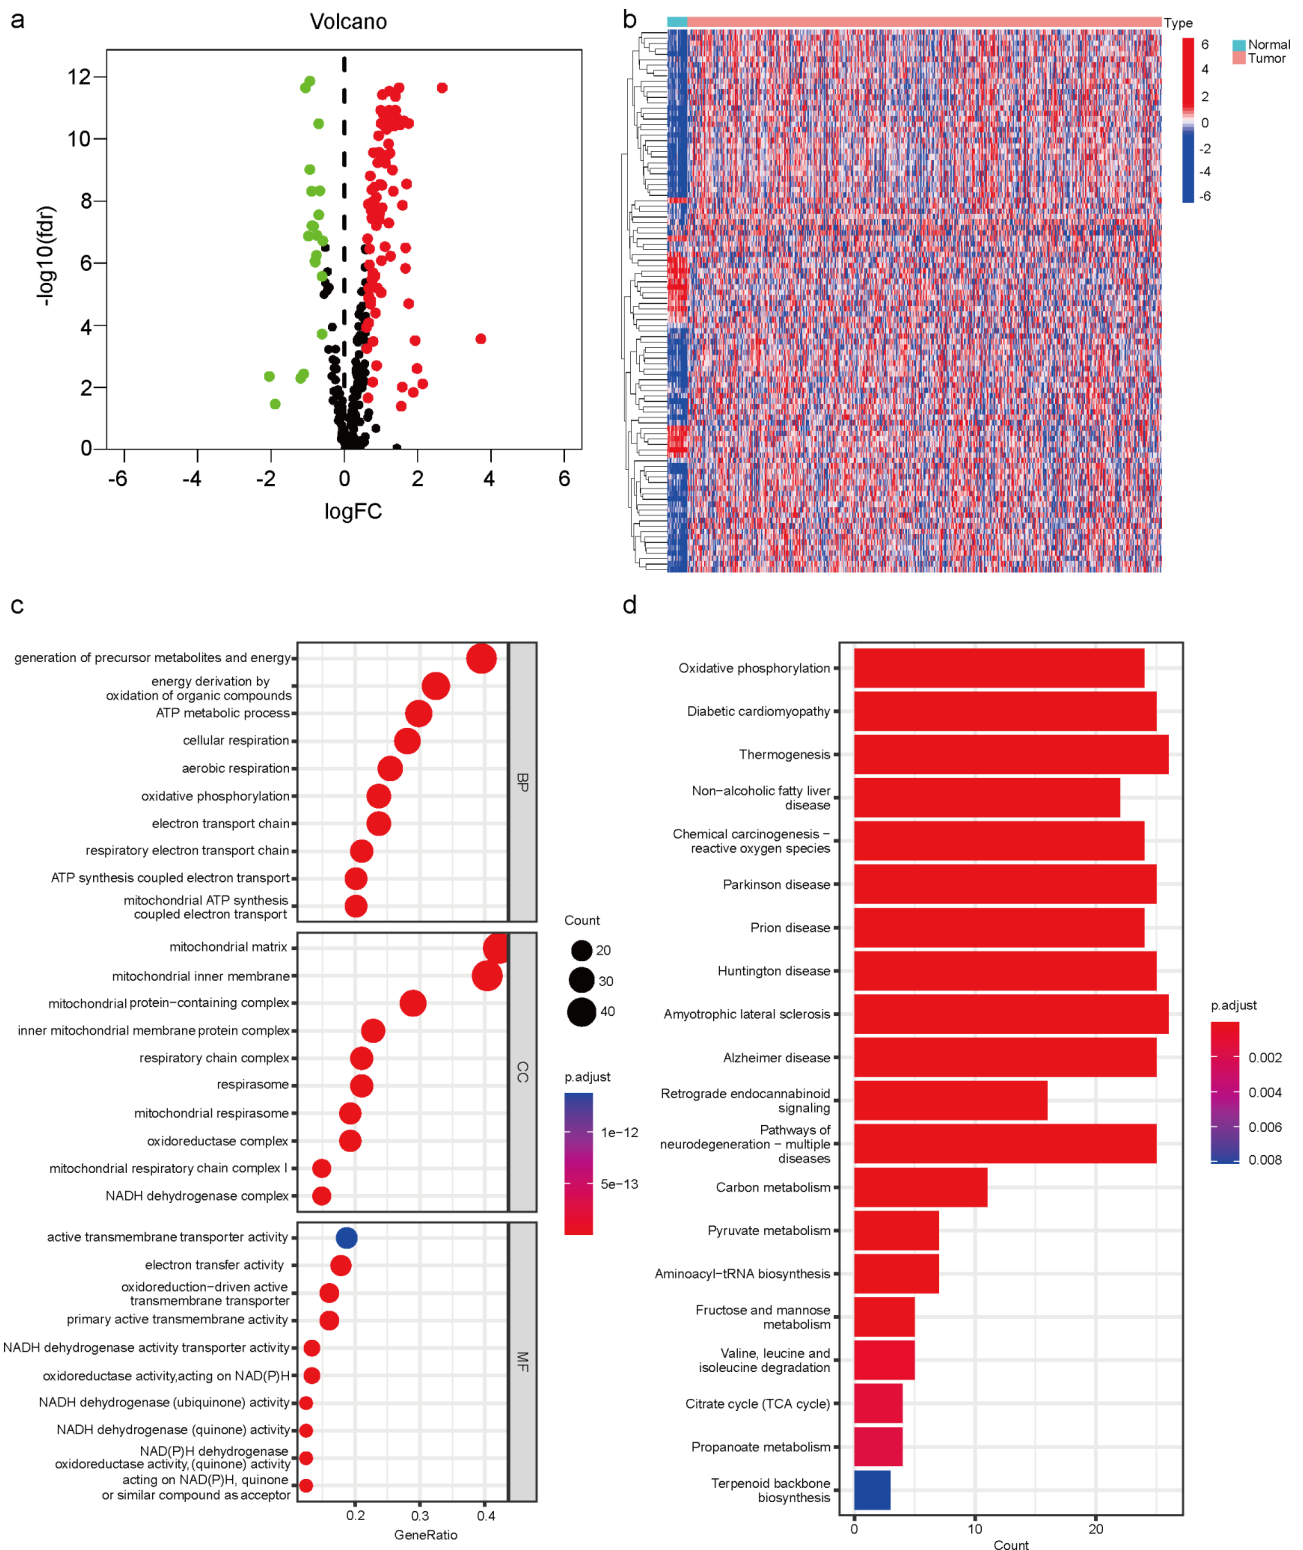 a
Volcano
-log10(fdr)
12
10
8
6
4
2
0
-6
-4
-2
0
2
4
6
logFC
b
Type
6
4
2
0
-2
-4
-6
Normal
Tumor
c
generation of precursor metabolites and energy
energy derivation by
oxidation of organic compounds
ATP metabolic process
cellular respiration
aerobic respiration
oxidative phosphorylation
electron transport chain
respiratory electron transport chain
ATP synthesis coupled electron transport
mitochondrial ATP synthesis
coupled electron transport
BP
mitochondrial matrix
mitochondrial inner membrane
mitochondrial protein-containing complex
inner mitochondrial membrane protein complex
respiratory chain complex
respirasome
mitochondrial respirasome
oxidoreductase complex
mitochondrial respiratory chain complex I
NADH dehydrogenase complex
CC
active transmembrane transporter activity
electron transfer activity
oxidoreduction-driven active
transmembrane transporter
primary active transmembrane activity
NADH dehydrogenase activity transporter activity
oxidoreductase activity,acting on NAD(P)H
NADH dehydrogenase (ubiquinone) activity
NADH dehydrogenase (quinone) activity
NAD(P)H dehydrogenase
oxidoreductase activity, (quinone) activity
acting on NAD(P)H, quinone
or similar compound as acceptor
MF
0.2
0.3
0.4
GeneRatio
Count
20
30
40
p.adjust
1e-12
5e-13
d
Oxidative phosphorylation
Diabetic cardiomyopathy
Thermogenesis
Non-alcoholic fatty liver
disease
Chemical carcinogenesis -
reactive oxygen species
Parkinson disease
Prion disease
Huntington disease
Amyotrophic lateral sclerosis
Alzheimer disease
Retrograde endocannabinoid
signaling
Pathways of
neurodegeneration - multiple
diseases
Carbon metabolism
Pyruvate metabolism
Aminoacyl-tRNA biosynthesis
Fructose and mannose
metabolism
Valine, leucine and
isoleucine degradation
Citrate cycle (TCA cycle)
Propanoate metabolism
Terpenoid backbone
biosynthesis
0
10
20
Count
p.adjust
0.002
0.004
0.006
0.008